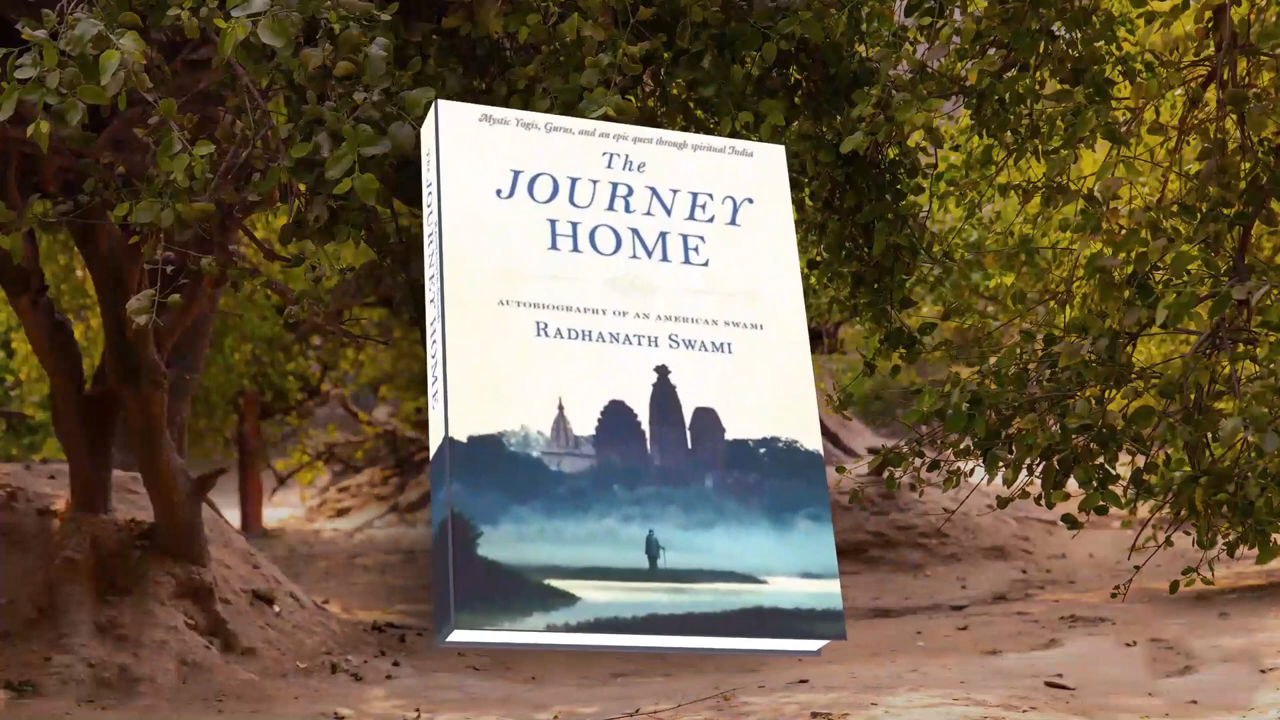 Mystic Yogis, Gurus, and an epic quest through spiritual India
The
JOURNEY
HOME
AUTOBIOGRAPHY OF AN AMERICAN SWAMI
RADHANATH SWAMI
The JOURNEY HOME